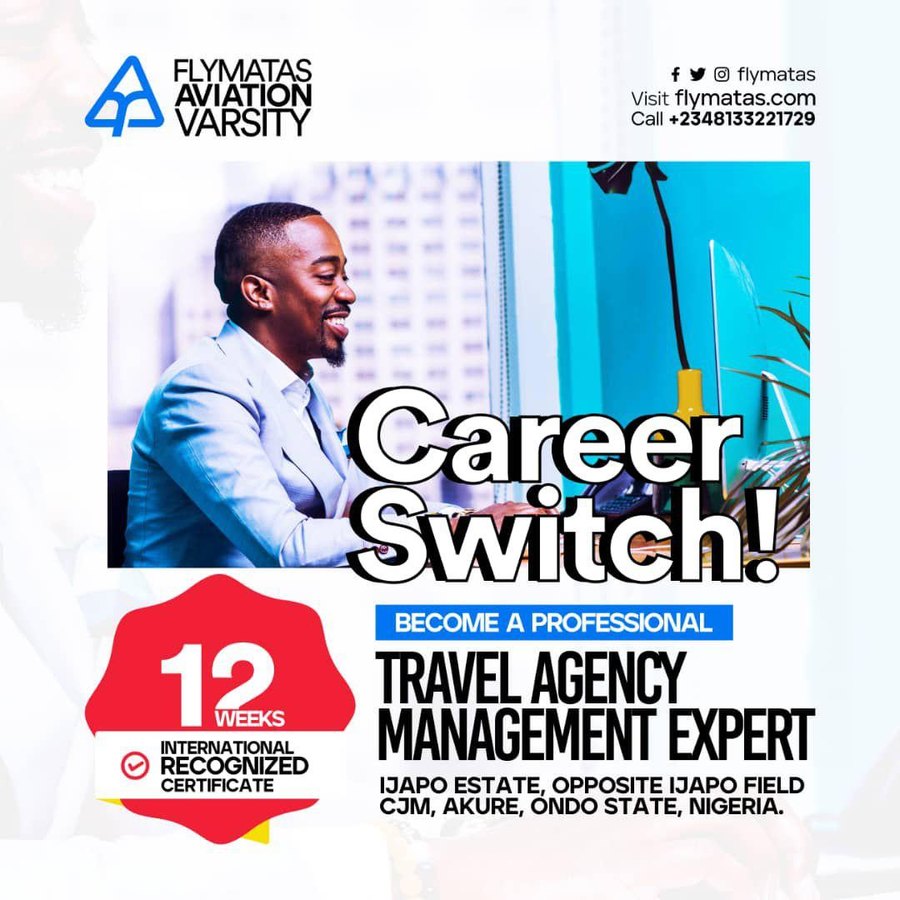 FLYMATAS
AVIATION
VARSITY
flymatas
Visit flymatas.com
Call +2348133221729
Career
Switch!
BECOME A PROFESSIONAL
TRAVEL AGENCY
MANAGEMENT EXPERT
IJAPO ESTATE, OPPOSITE IJAPO FIELD
CJM, AKURE, ONDO STATE, NIGERIA.
12
WEEKS
INTERNATIONAL
RECOGNIZED
CERTIFICATE